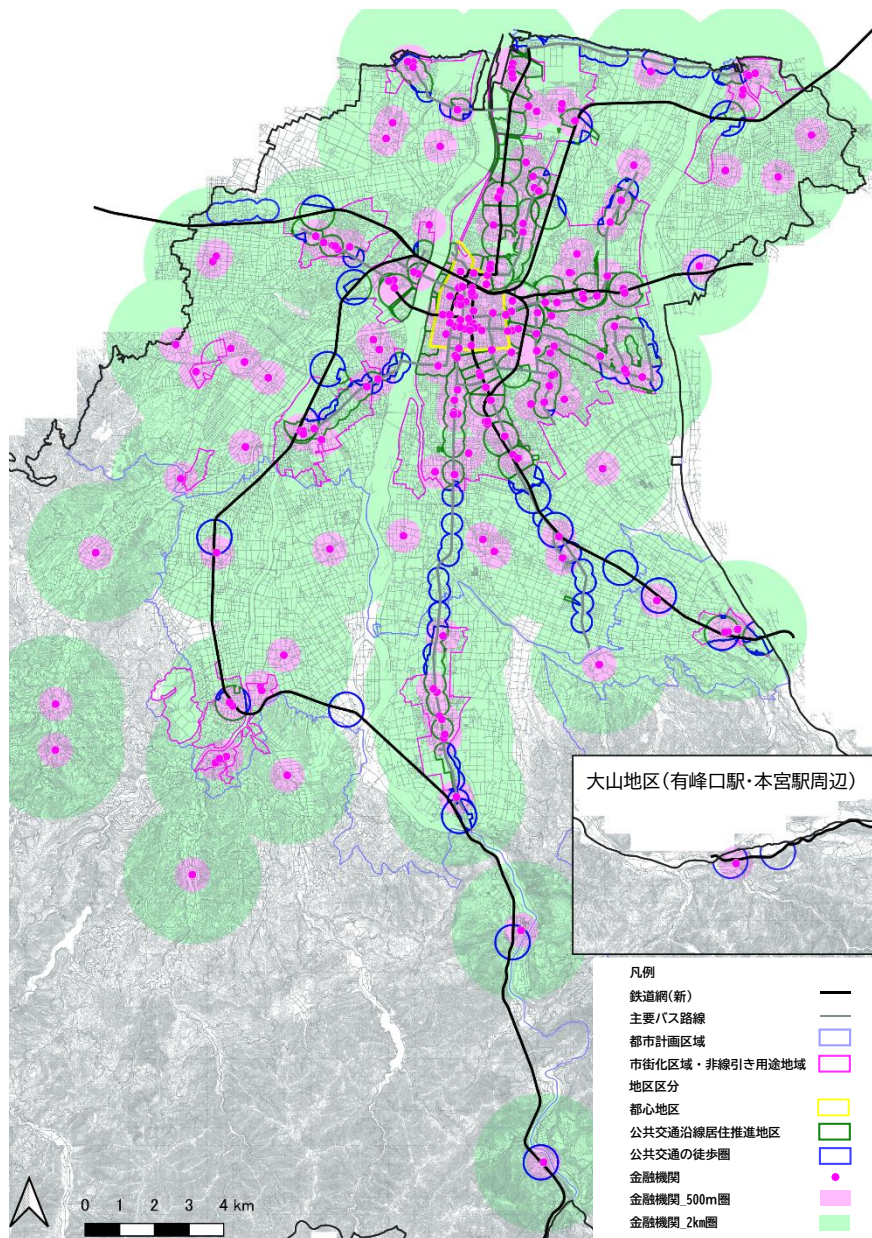 大山地区(有峰口駅・本宮駅周辺)
凡例
鉄道網(新)
主要バス路線
都市計画区域
市街化区域・非線引き用途地域
地区区分
都心地区
公共交通沿線居住推進地区
公共交通の徒歩圏
金融機関
金融機関_500m圏
金融機関_2km圏
0 1 2 3 4 km